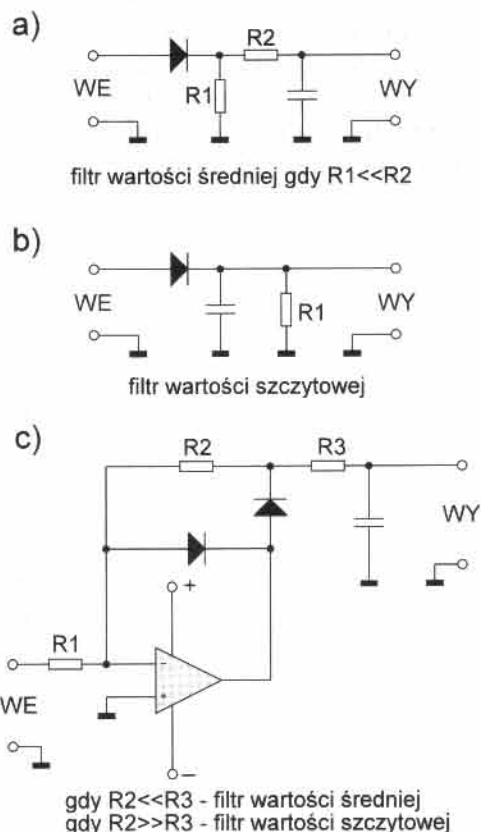 a)
R2
WE
R1
WY
filtr wartości średniej gdy R1<<R2
b)
WE
R1
WY
filtr wartości szczytowej
c)
R2
R3
WY
+
R1
-
+
WE
-
gdy R2<<R3 - filtr wartości średniej
gdy R2>>R3 - filtr wartości szczytowej